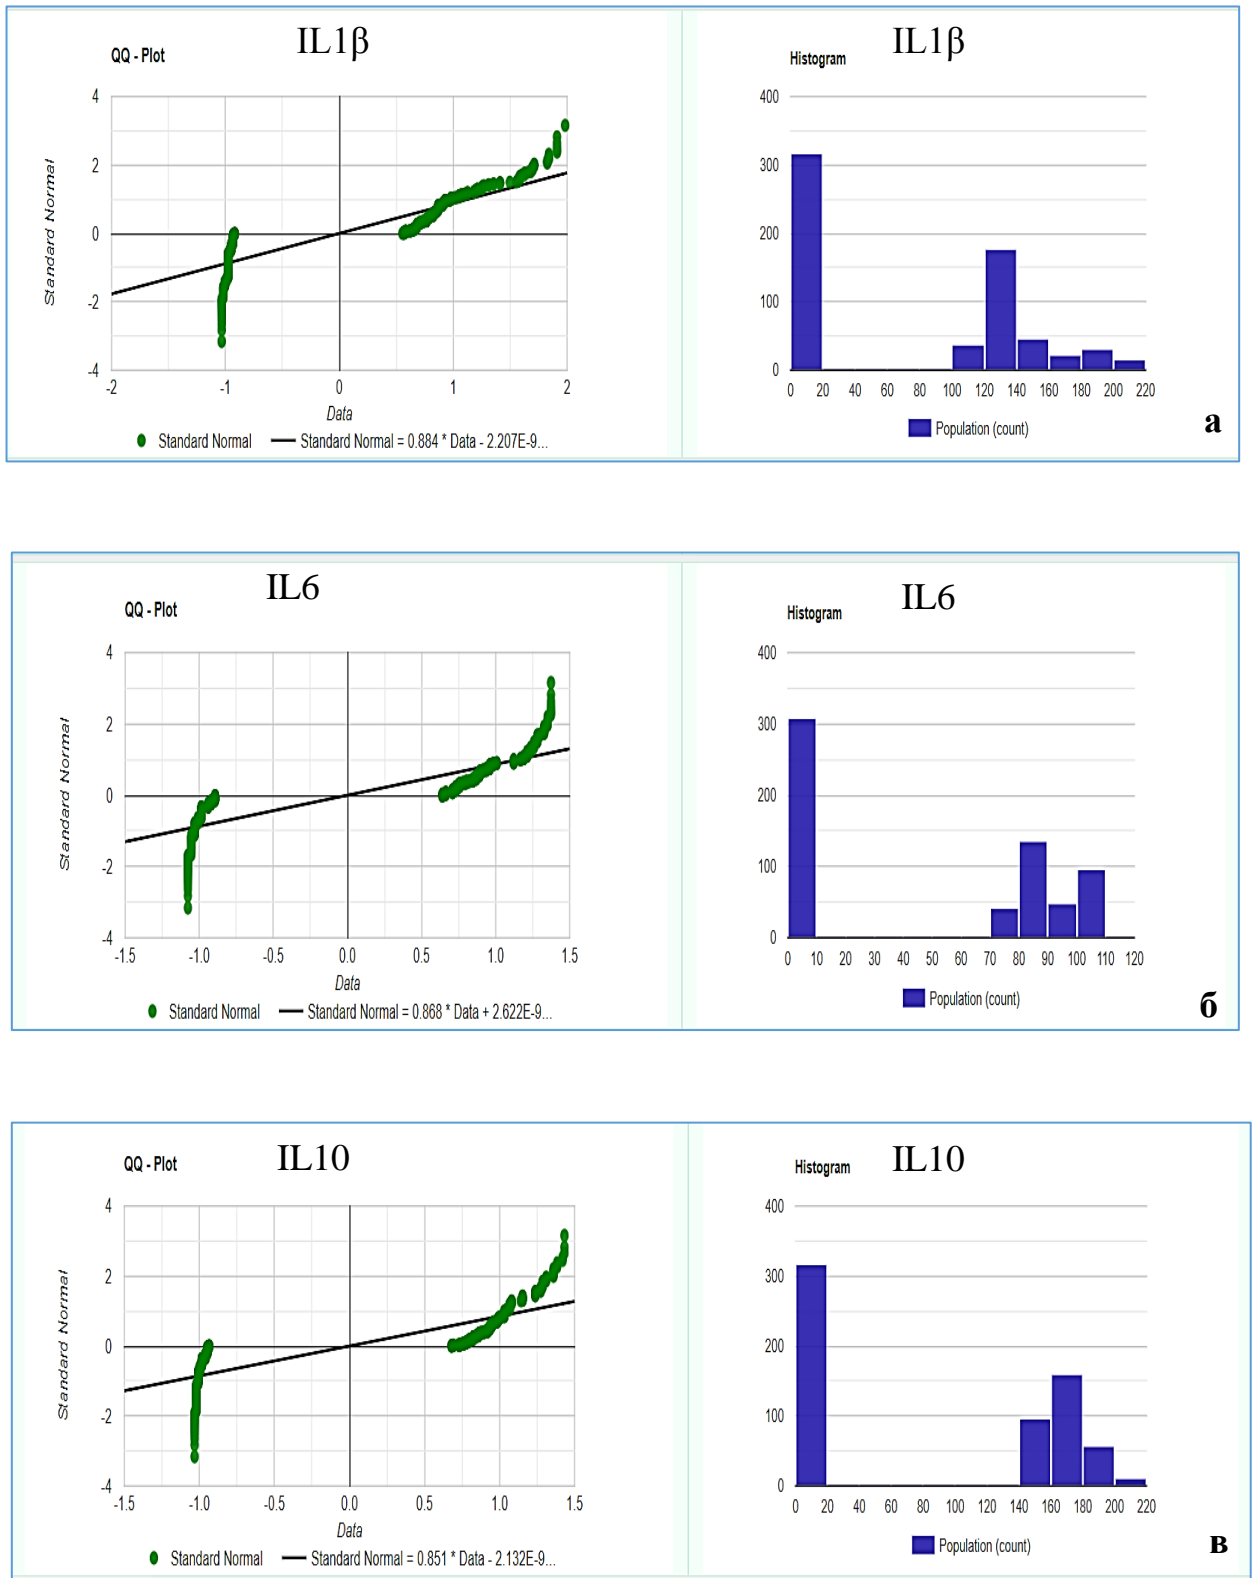 QQ - Plot
IL1β
4
2
0
-2
-4
Standard Normal
-2 -1 0 1 2
Data
Standard Normal Standard Normal = 0.884 * Data - 2.207E-9...
Histogram
IL1β
400
300
200
100
0
0 20 40 60 80 100 120 140 160 180 200 220
Population (count)
а
QQ - Plot
IL6
4
2
0
-2
-4
Standard Normal
-1.5 -1.0 -0.5 0.0 0.5 1.0 1.5
Data
Standard Normal Standard Normal = 0.868 * Data + 2.622E-9...
Histogram
IL6
400
300
200
100
0
0 10 20 30 40 50 60 70 80 90 100 110 120
Population (count)
б
QQ - Plot
IL10
4
2
0
-2
-4
Standard Normal
-1.5 -1.0 -0.5 0.0 0.5 1.0 1.5
Data
Standard Normal Standard Normal = 0.851 * Data - 2.132E-9...
Histogram
IL10
400
300
200
100
0
0 20 40 60 80 100 120 140 160 180 200 220
Population (count)
в